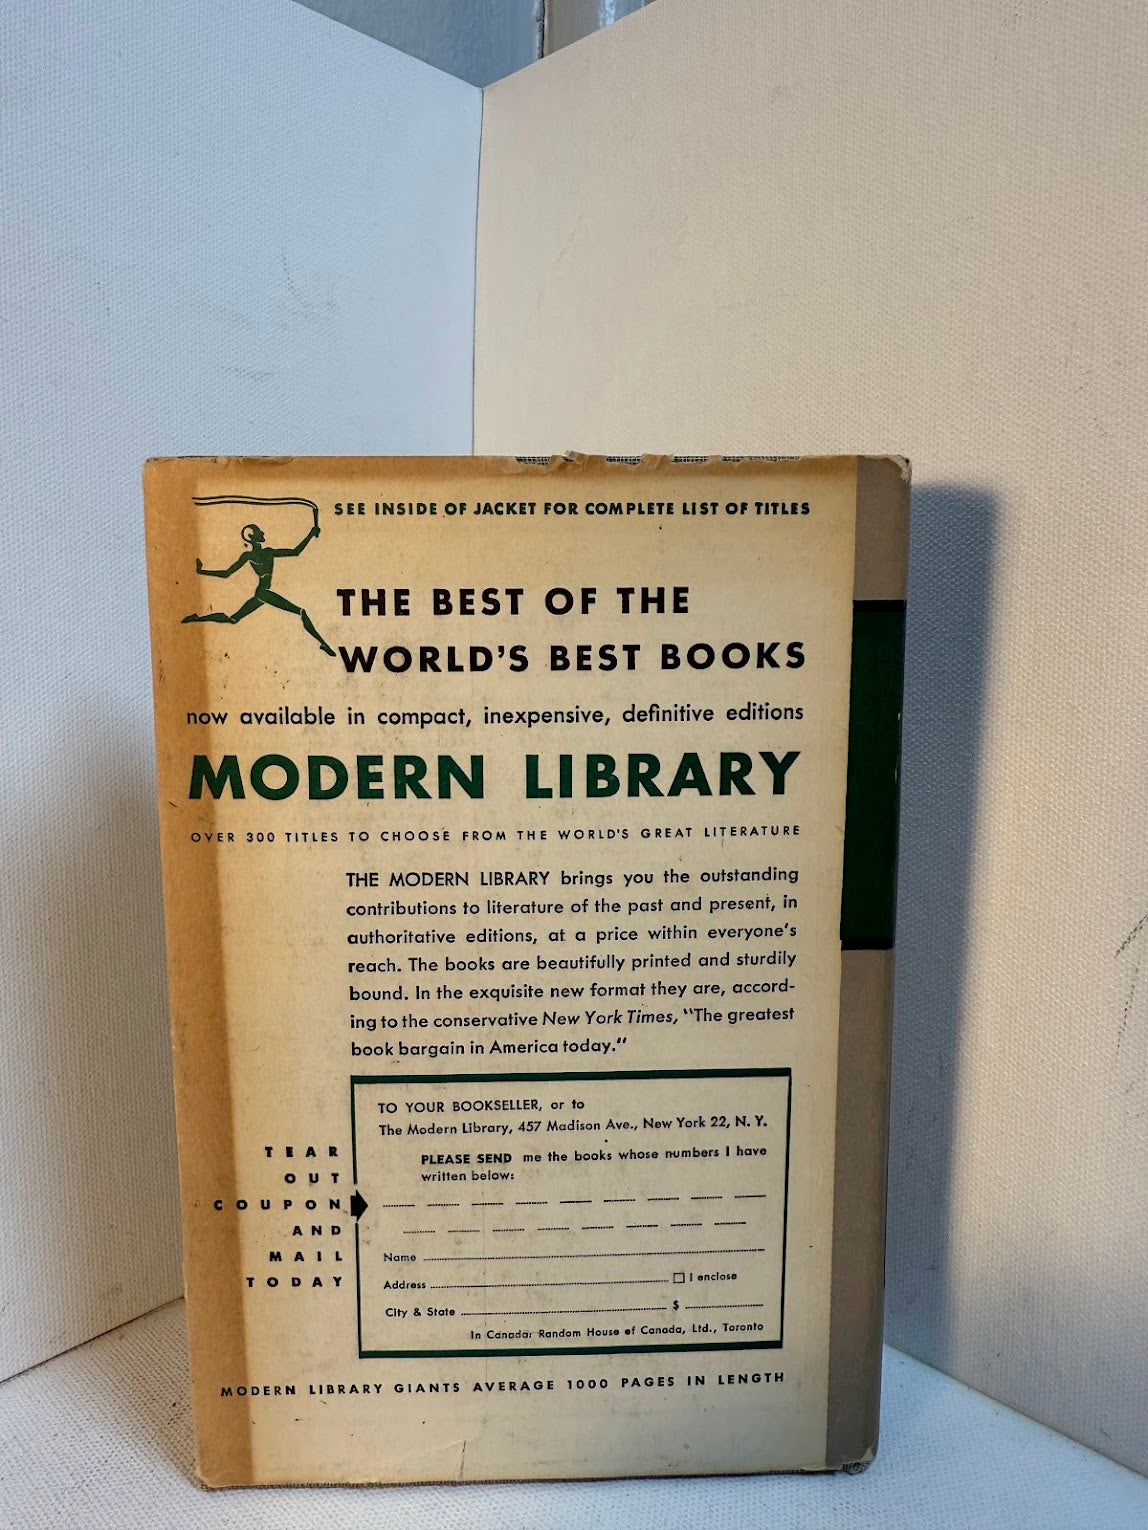 SEE INSIDE OF JACKET FOR COMPLETE LIST OF TITLES
THE BEST OF THE
WORLD'S BEST BOOKS
now available in compact, inexpensive, definitive editions
MODERN LIBRARY
OVER 300 TITLES TO CHOOSE FROM THE WORLD'S GREAT LITERATURE
THE MODERN LIBRARY brings you the outstanding
contributions to literature of the past and present, in
authoritative editions, at a price within everyone's
reach. The books are beautifully printed and sturdily
bound. In the exquisite new format they are, accord-
ing to the conservative New York Times, "The greatest
book bargain in America today."
TEAR
OUT
COUPON
AND
MAIL
TODAY
TO YOUR BOOKSELLER, or to
The Modern Library, 457 Madison Ave., New York 22, N. Y.
PLEASE SEND me the books whose numbers I have
written below:
Name
Address I enclose
City & State $
In Canada: Random House of Canada, Ltd., Toronto
MODERN LIBRARY GIANTS AVERAGE 1000 PAGES IN LENGTH